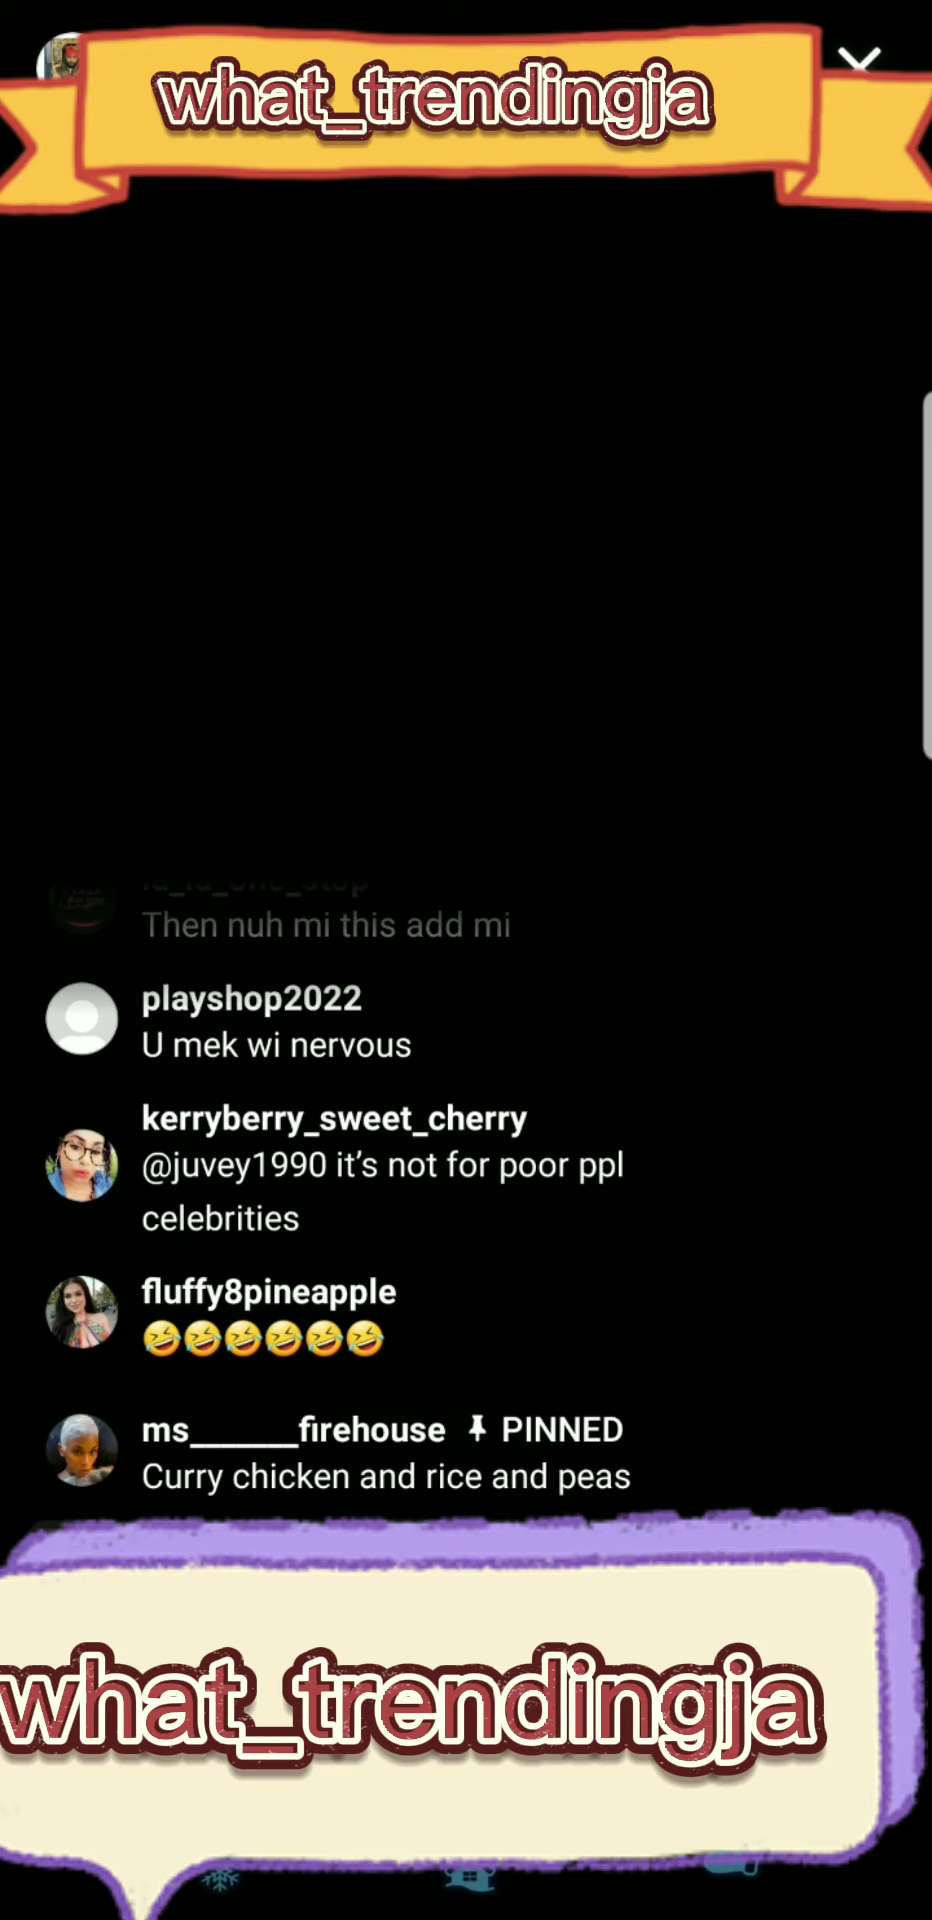 what_trendingja
Then nuh mi this add mi
playshop2022
U mek wi nervous
kerryberry_sweet_cherry
@juvey1990 it’s not for poor ppl
celebrities
fluffy8pineapple
🤣🤣🤣🤣🤣🤣
ms______firehouse PINNED
Curry chicken and rice and peas
what_trendingja